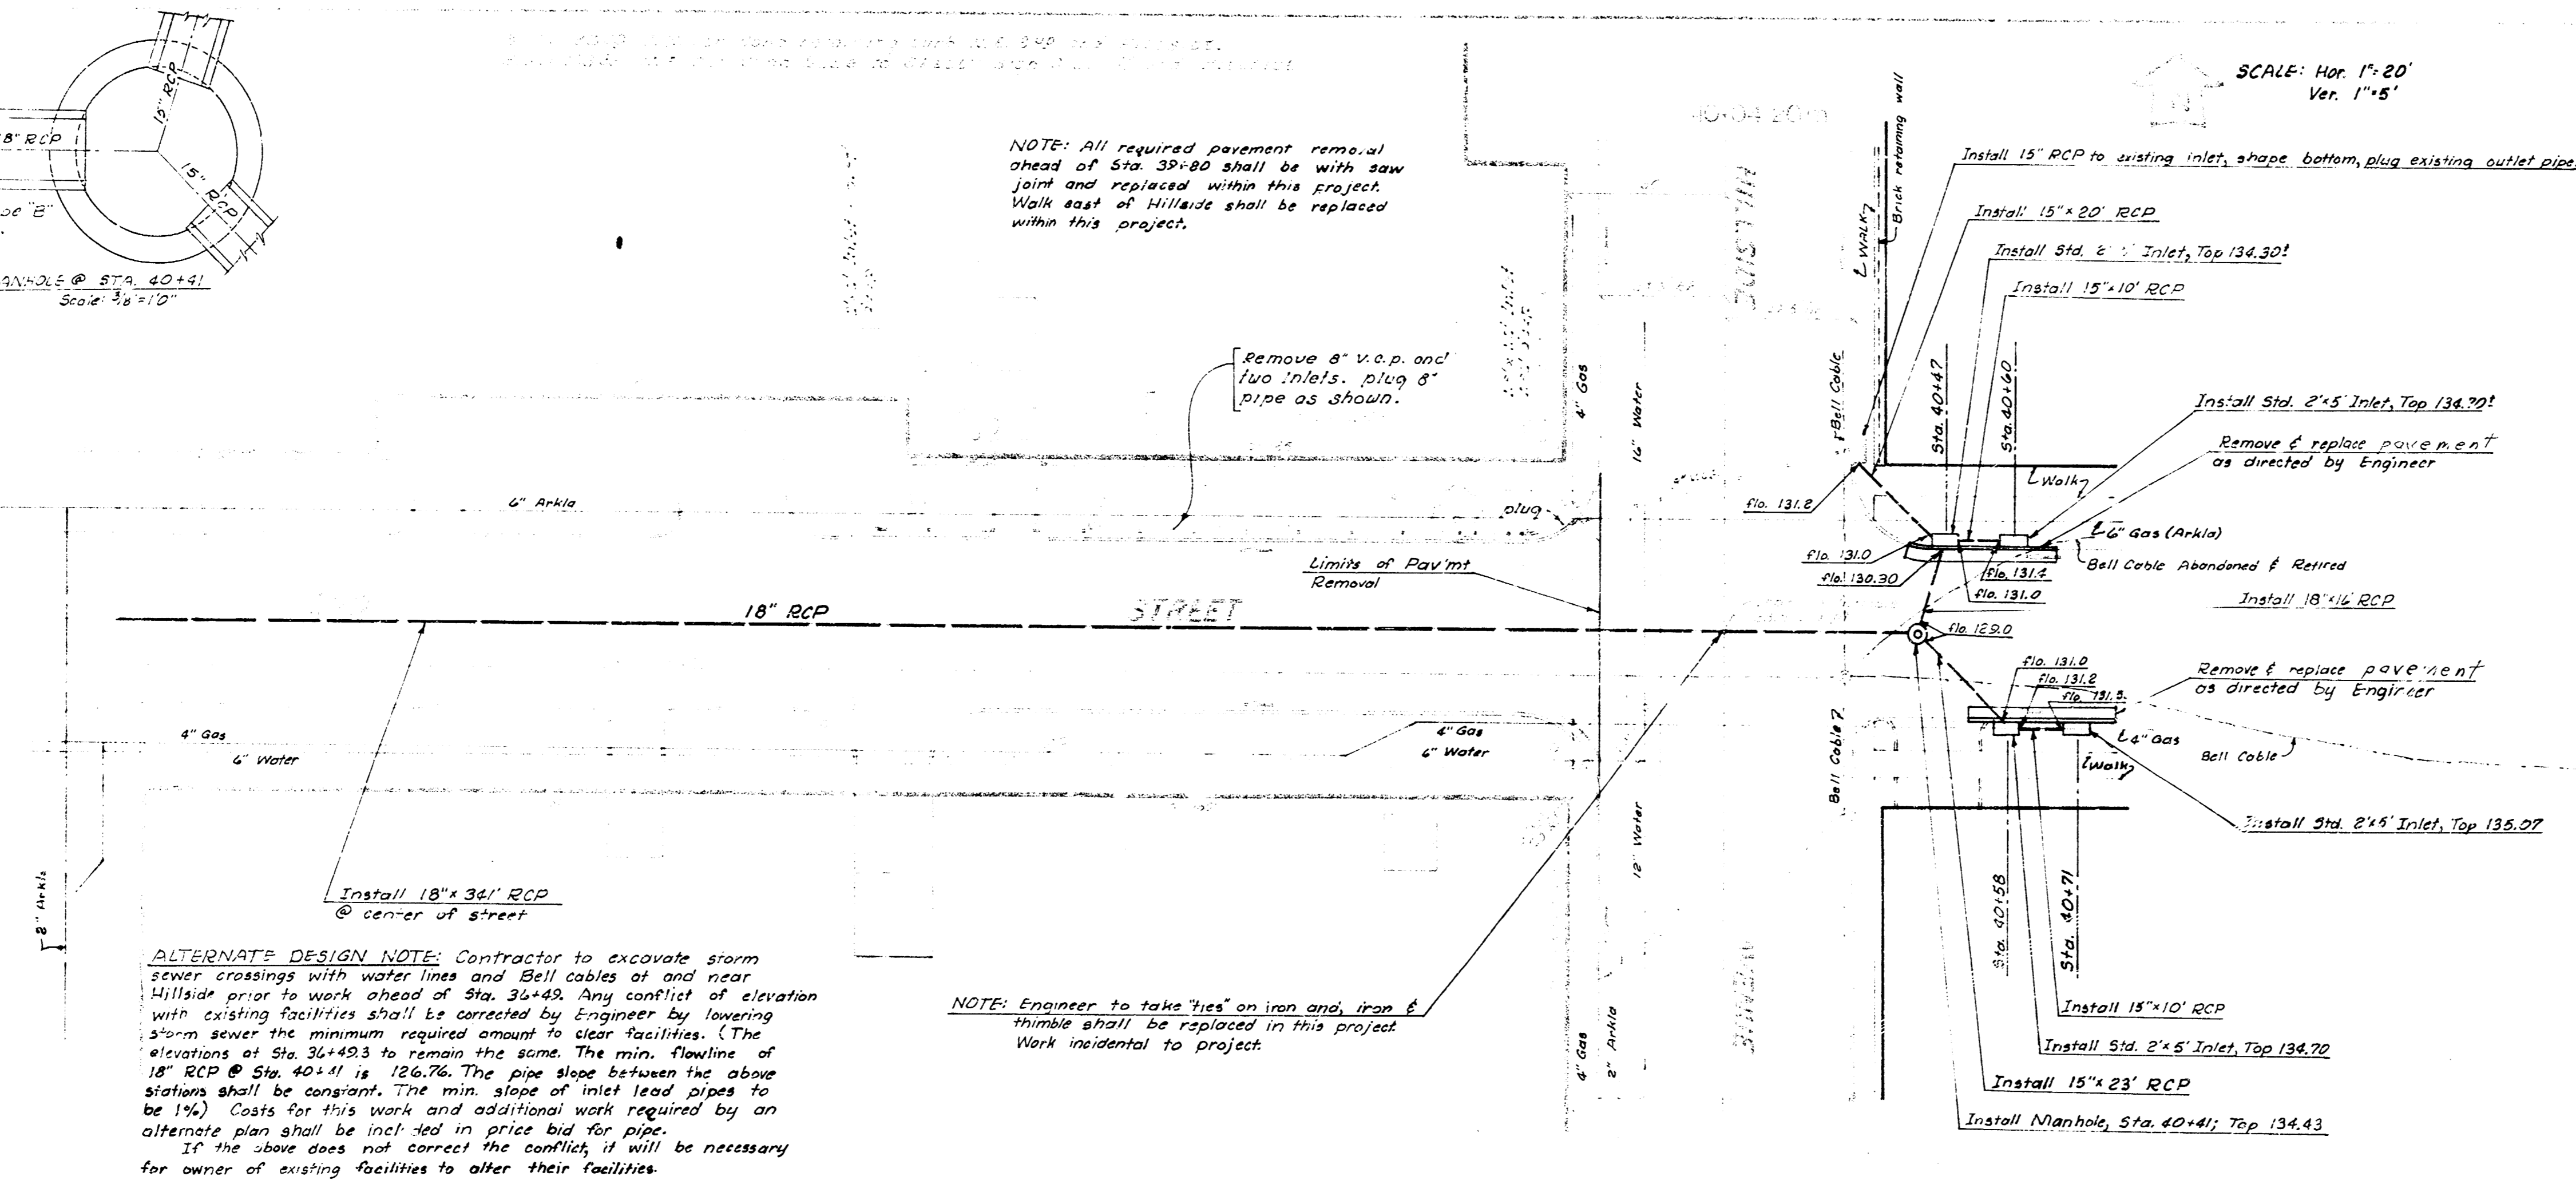 15" RCP
8" RCP
15" RCP
"B"
MANHOLE @ STA. 40+41
Scale: 3/8"=1'0"
NOTE: All required pavement removal
ahead of Sta. 39+80 shall be with saw
joint and replaced within this project.
Walk east of Hillside shall be replaced
within this project.
SCALE: Hor. 1"=20'
Ver. 1"=5'
N
Brick retaining wall
WALK
Install 15" RCP to existing inlet, shape bottom, plug existing outlet pipe
Install 15"x20' RCP
Install Std. Inlet, Top 134.30±
Install 15"x10' RCP
Remove 8" v.c.p. and
two inlets. plug 8"
pipe as shown.
4" Gas
16" Water
Bell Cable
Sta. 40+47
Sta. 40+60
Install Std. 2'x5' Inlet, Top 134.70±
Remove & replace pavement
as directed by Engineer
Walk
6" Arkla
plug
flo. 131.2
6" Gas (Arkla)
Bell Cable Abandoned & Retired
Limits of Pav'mt
Removal
flo. 131.0
flo. 130.30
flo. 131.4
flo. 131.0
Install 18"x16' RCP
18" RCP
STREET
flo. 129.0
flo. 131.0
flo. 131.2
flo. 131.5
Remove & replace pavement
as directed by Engineer
4" Gas
6" Water
4" Gas
6" Water
Bell Cable
4" Gas
Walk
Bell Cable
12" Water
Install Std. 2'x5' Inlet, Top 135.07
8" Arkla
Install 18"x 341' RCP
@ center of street
Sta. 40+58
Sta. 40+71
ALTERNATE DESIGN NOTE: Contractor to excavate storm
sewer crossings with water lines and Bell cables at and near
Hillside prior to work ahead of Sta. 36+49. Any conflict of elevation
with existing facilities shall be corrected by Engineer by lowering
storm sewer the minimum required amount to clear facilities. (The
elevations at Sta. 36+49.3 to remain the same. The min. flowline of
18" RCP @ Sta. 40+41 is 126.76. The pipe slope between the above
stations shall be constant. The min. slope of inlet lead pipes to
be 1%) Costs for this work and additional work required by an
alternate plan shall be included in price bid for pipe.
If the above does not correct the conflict, it will be necessary
for owner of existing facilities to alter their facilities.
NOTE: Engineer to take "ties" on iron and, iron &
thimble shall be replaced in this project.
Work incidental to project.
4" Gas
2" Arkla
Install 15"x10' RCP
Install Std. 2'x5' Inlet, Top 134.70
Install 15"x 23' RCP
Install Manhole, Sta. 40+41; Top 134.43